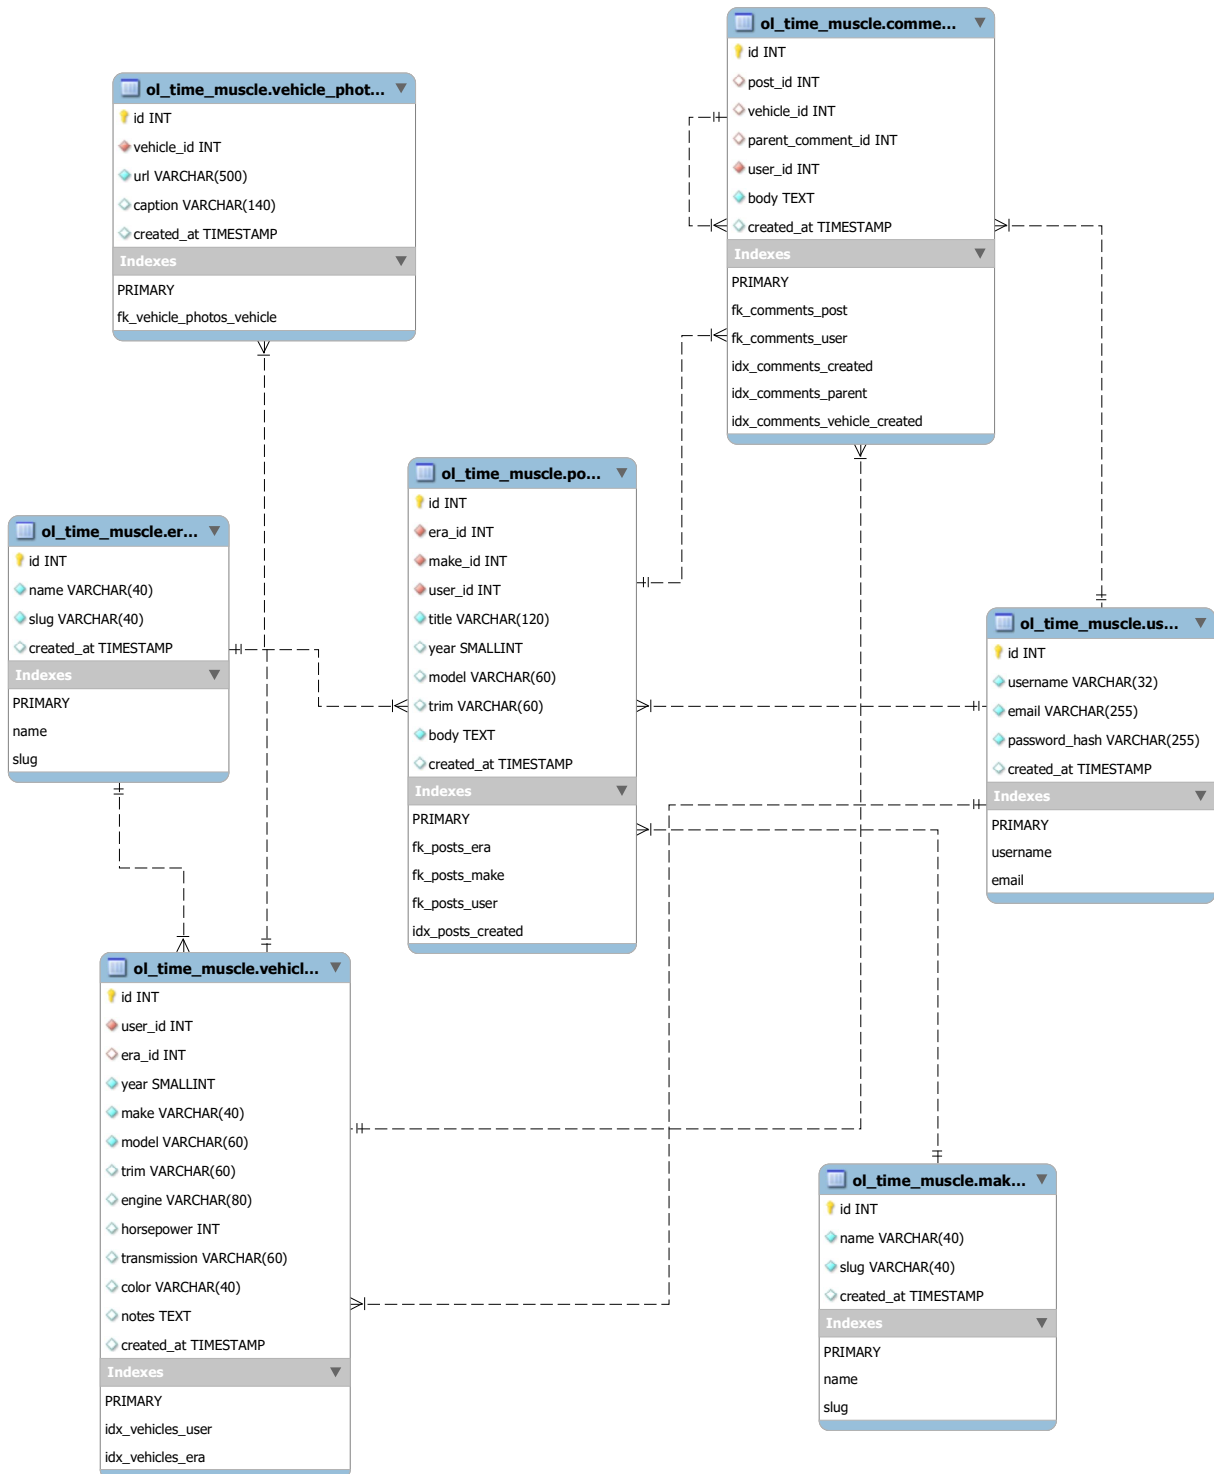 ol_time_muscle.comme...
id INT
post_id INT
vehicle_id INT
parent_comment_id INT
user_id INT
body TEXT
created_at TIMESTAMP
Indexes
PRIMARY
fk_comments_post
fk_comments_user
idx_comments_created
idx_comments_parent
idx_comments_vehicle_created
ol_time_muscle.vehicle_phot...
id INT
vehicle_id INT
url VARCHAR(500)
caption VARCHAR(140)
created_at TIMESTAMP
Indexes
PRIMARY
fk_vehicle_photos_vehicle
ol_time_muscle.po...
id INT
era_id INT
make_id INT
user_id INT
title VARCHAR(120)
year SMALLINT
model VARCHAR(60)
trim VARCHAR(60)
body TEXT
created_at TIMESTAMP
Indexes
PRIMARY
fk_posts_era
fk_posts_make
fk_posts_user
idx_posts_created
ol_time_muscle.er...
id INT
name VARCHAR(40)
slug VARCHAR(40)
created_at TIMESTAMP
Indexes
PRIMARY
name
slug
ol_time_muscle.us...
id INT
username VARCHAR(32)
email VARCHAR(255)
password_hash VARCHAR(255)
created_at TIMESTAMP
Indexes
PRIMARY
username
email
ol_time_muscle.vehicl...
id INT
user_id INT
era_id INT
year SMALLINT
make VARCHAR(40)
model VARCHAR(60)
trim VARCHAR(60)
engine VARCHAR(80)
horsepower INT
transmission VARCHAR(60)
color VARCHAR(40)
notes TEXT
created_at TIMESTAMP
Indexes
PRIMARY
idx_vehicles_user
idx_vehicles_era
ol_time_muscle.mak...
id INT
name VARCHAR(40)
slug VARCHAR(40)
created_at TIMESTAMP
Indexes
PRIMARY
name
slug